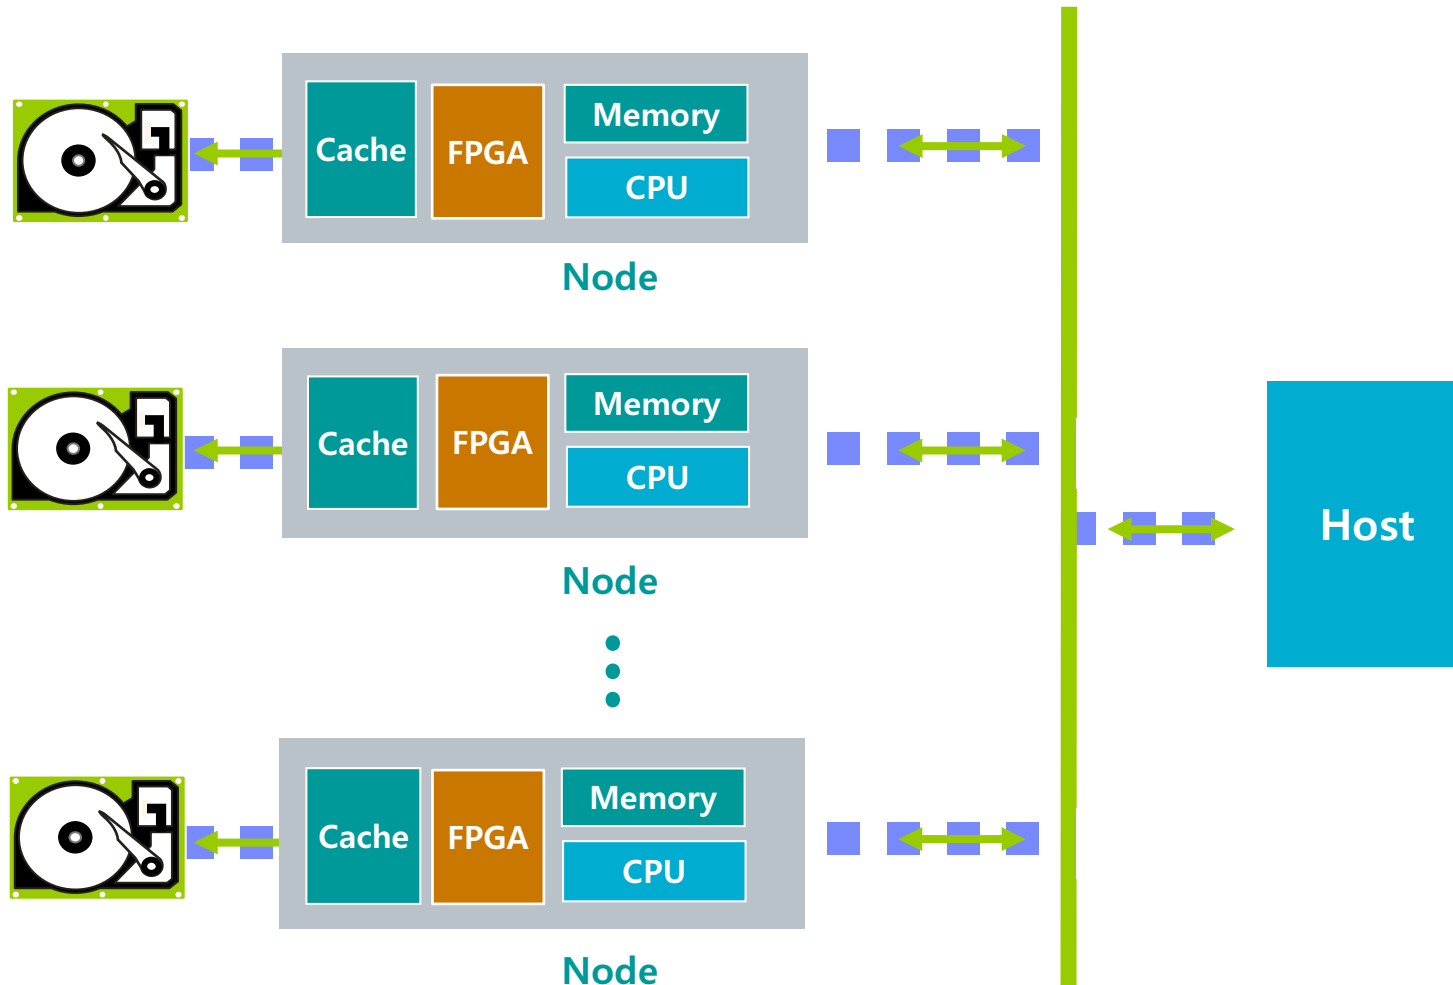 Cache
FPGA
Memory
CPU
Node
Cache
FPGA
Memory
CPU
Node
Host
Cache
FPGA
Memory
CPU
Node